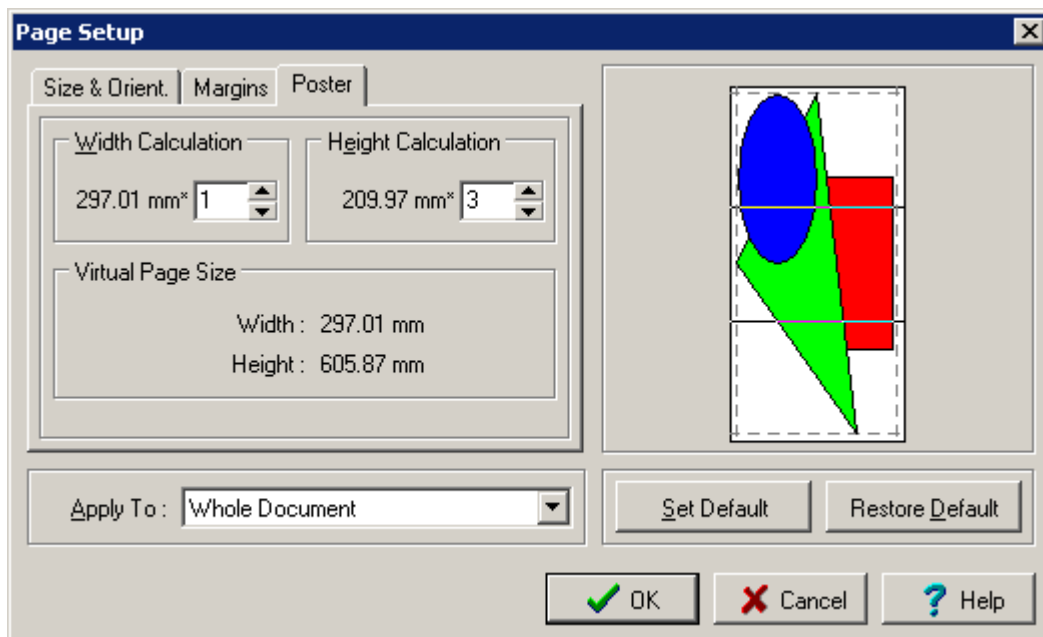 Page Setup
Size & Orient.
Margins
Poster
Width Calculation
297.01 mm* 1
Height Calculation
209.97 mm* 3
Virtual Page Size
Width : 297.01 mm
Height : 605.87 mm
Apply To : Whole Document
Set Default
Restore Default
OK
Cancel
? Help